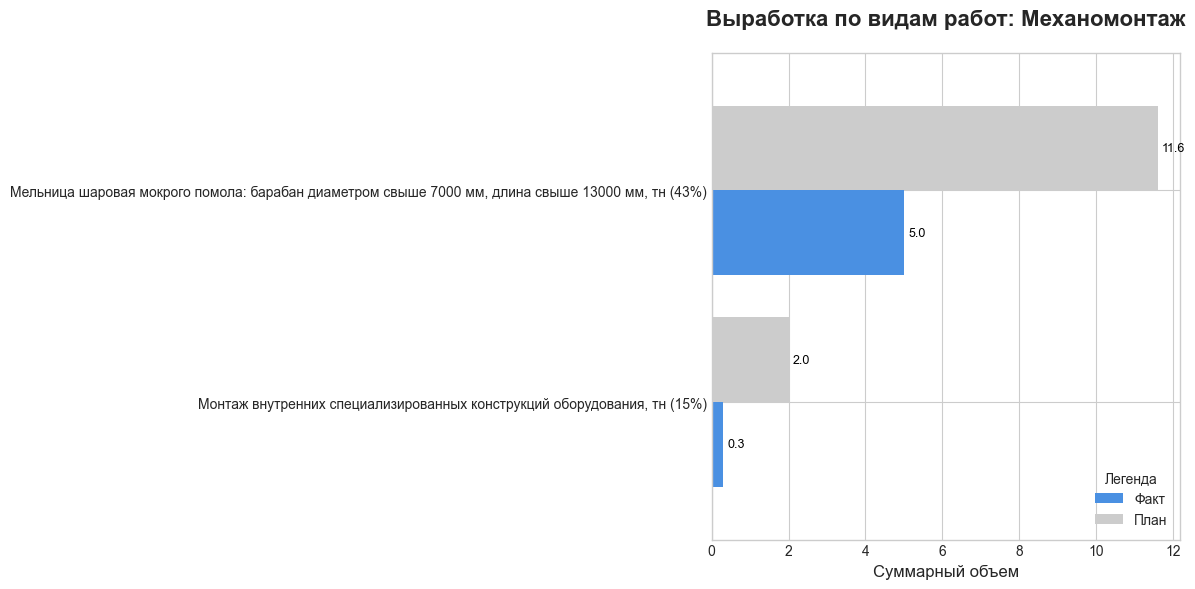 Выработка по видам работ: Механомонтаж
11.6
Мельница шаровая мокрого помола: барабан диаметром свыше 7000 мм, длина свыше 13000 мм, тн (43%)
5.0
2.0
Монтаж внутренних специализированных конструкций оборудования, тн (15%)
0.3
Легенда
Факт
План
0 2 4 6 8 10 12
Суммарный объем